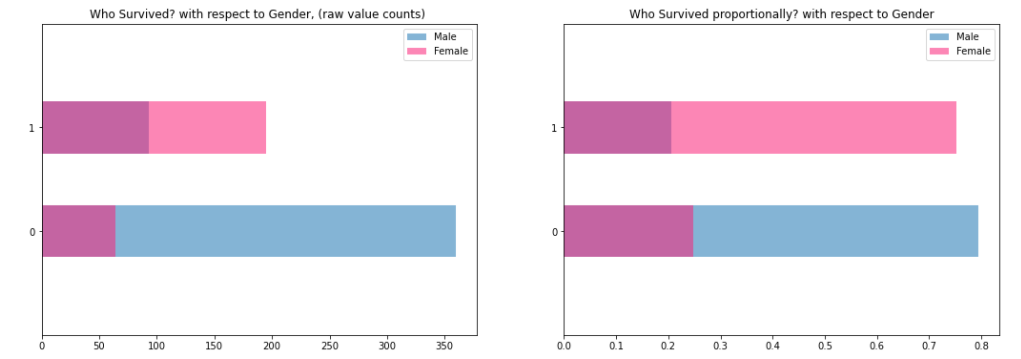 Who Survived? with respect to Gender, (raw value counts)
Male
Female
1
0
0 50 100 150 200 250 300 350
Who Survived proportionally? with respect to Gender
Male
Female
1
0
0.0 0.1 0.2 0.3 0.4 0.5 0.6 0.7 0.8